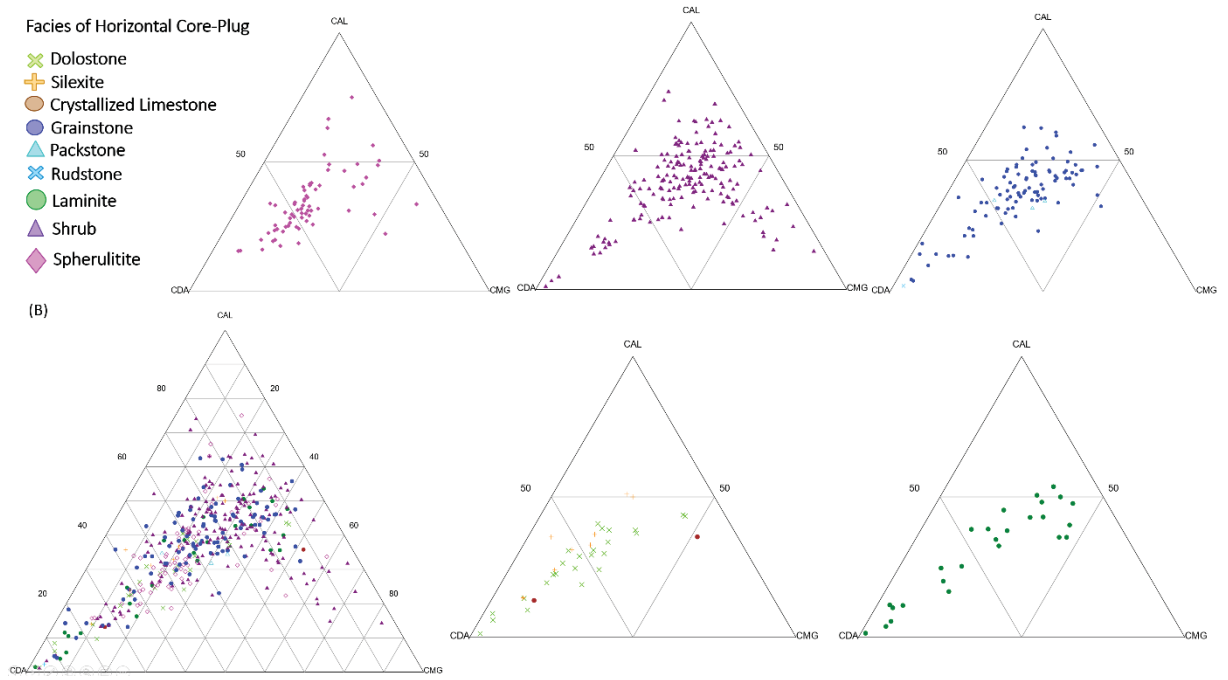 Facies of Horizontal Core-Plug
Dolostone
Silexite
Crystallized Limestone
Grainstone
Packstone
Rudstone
Laminite
Shrub
Spherulitite
CAL
50
50
CDA
CMG
CAL
50
50
CDA
CMG
CAL
50
50
CDA
CMG
(B)
CAL
80
20
60
40
40
60
20
80
CDA
CMG
CAL
50
50
CDA
CMG
CAL
50
50
CDA
CMG